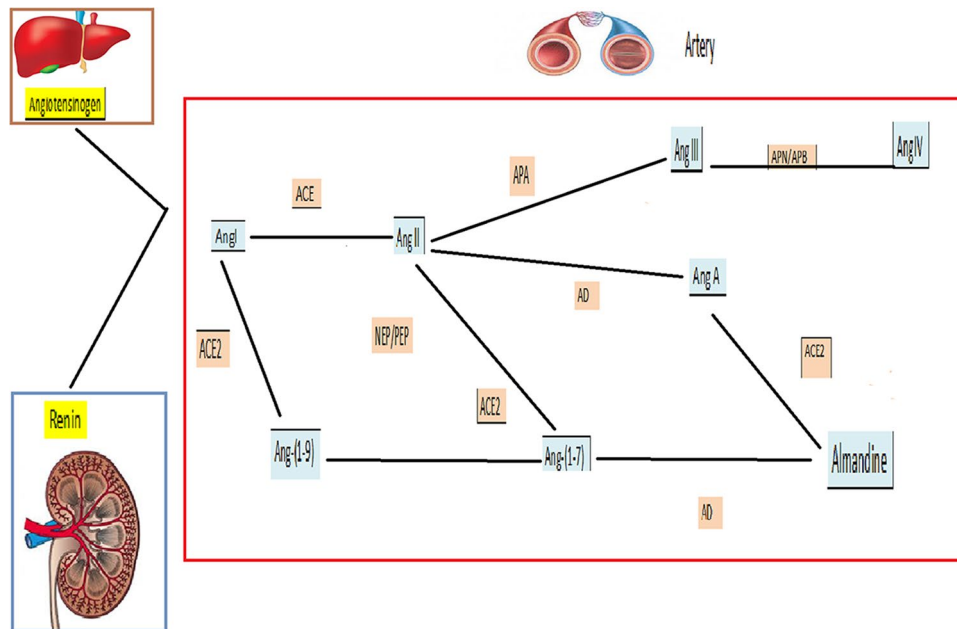 Artery
Angiotensinogen
Ang III
APN/APB
Ang IV
APA
ACE
AngI
Ang II
Ang A
AD
ACE2
NEP/PEP
ACE2
ACE2
Renin
Ang-(1-9)
Ang-(1-7)
Almandine
AD